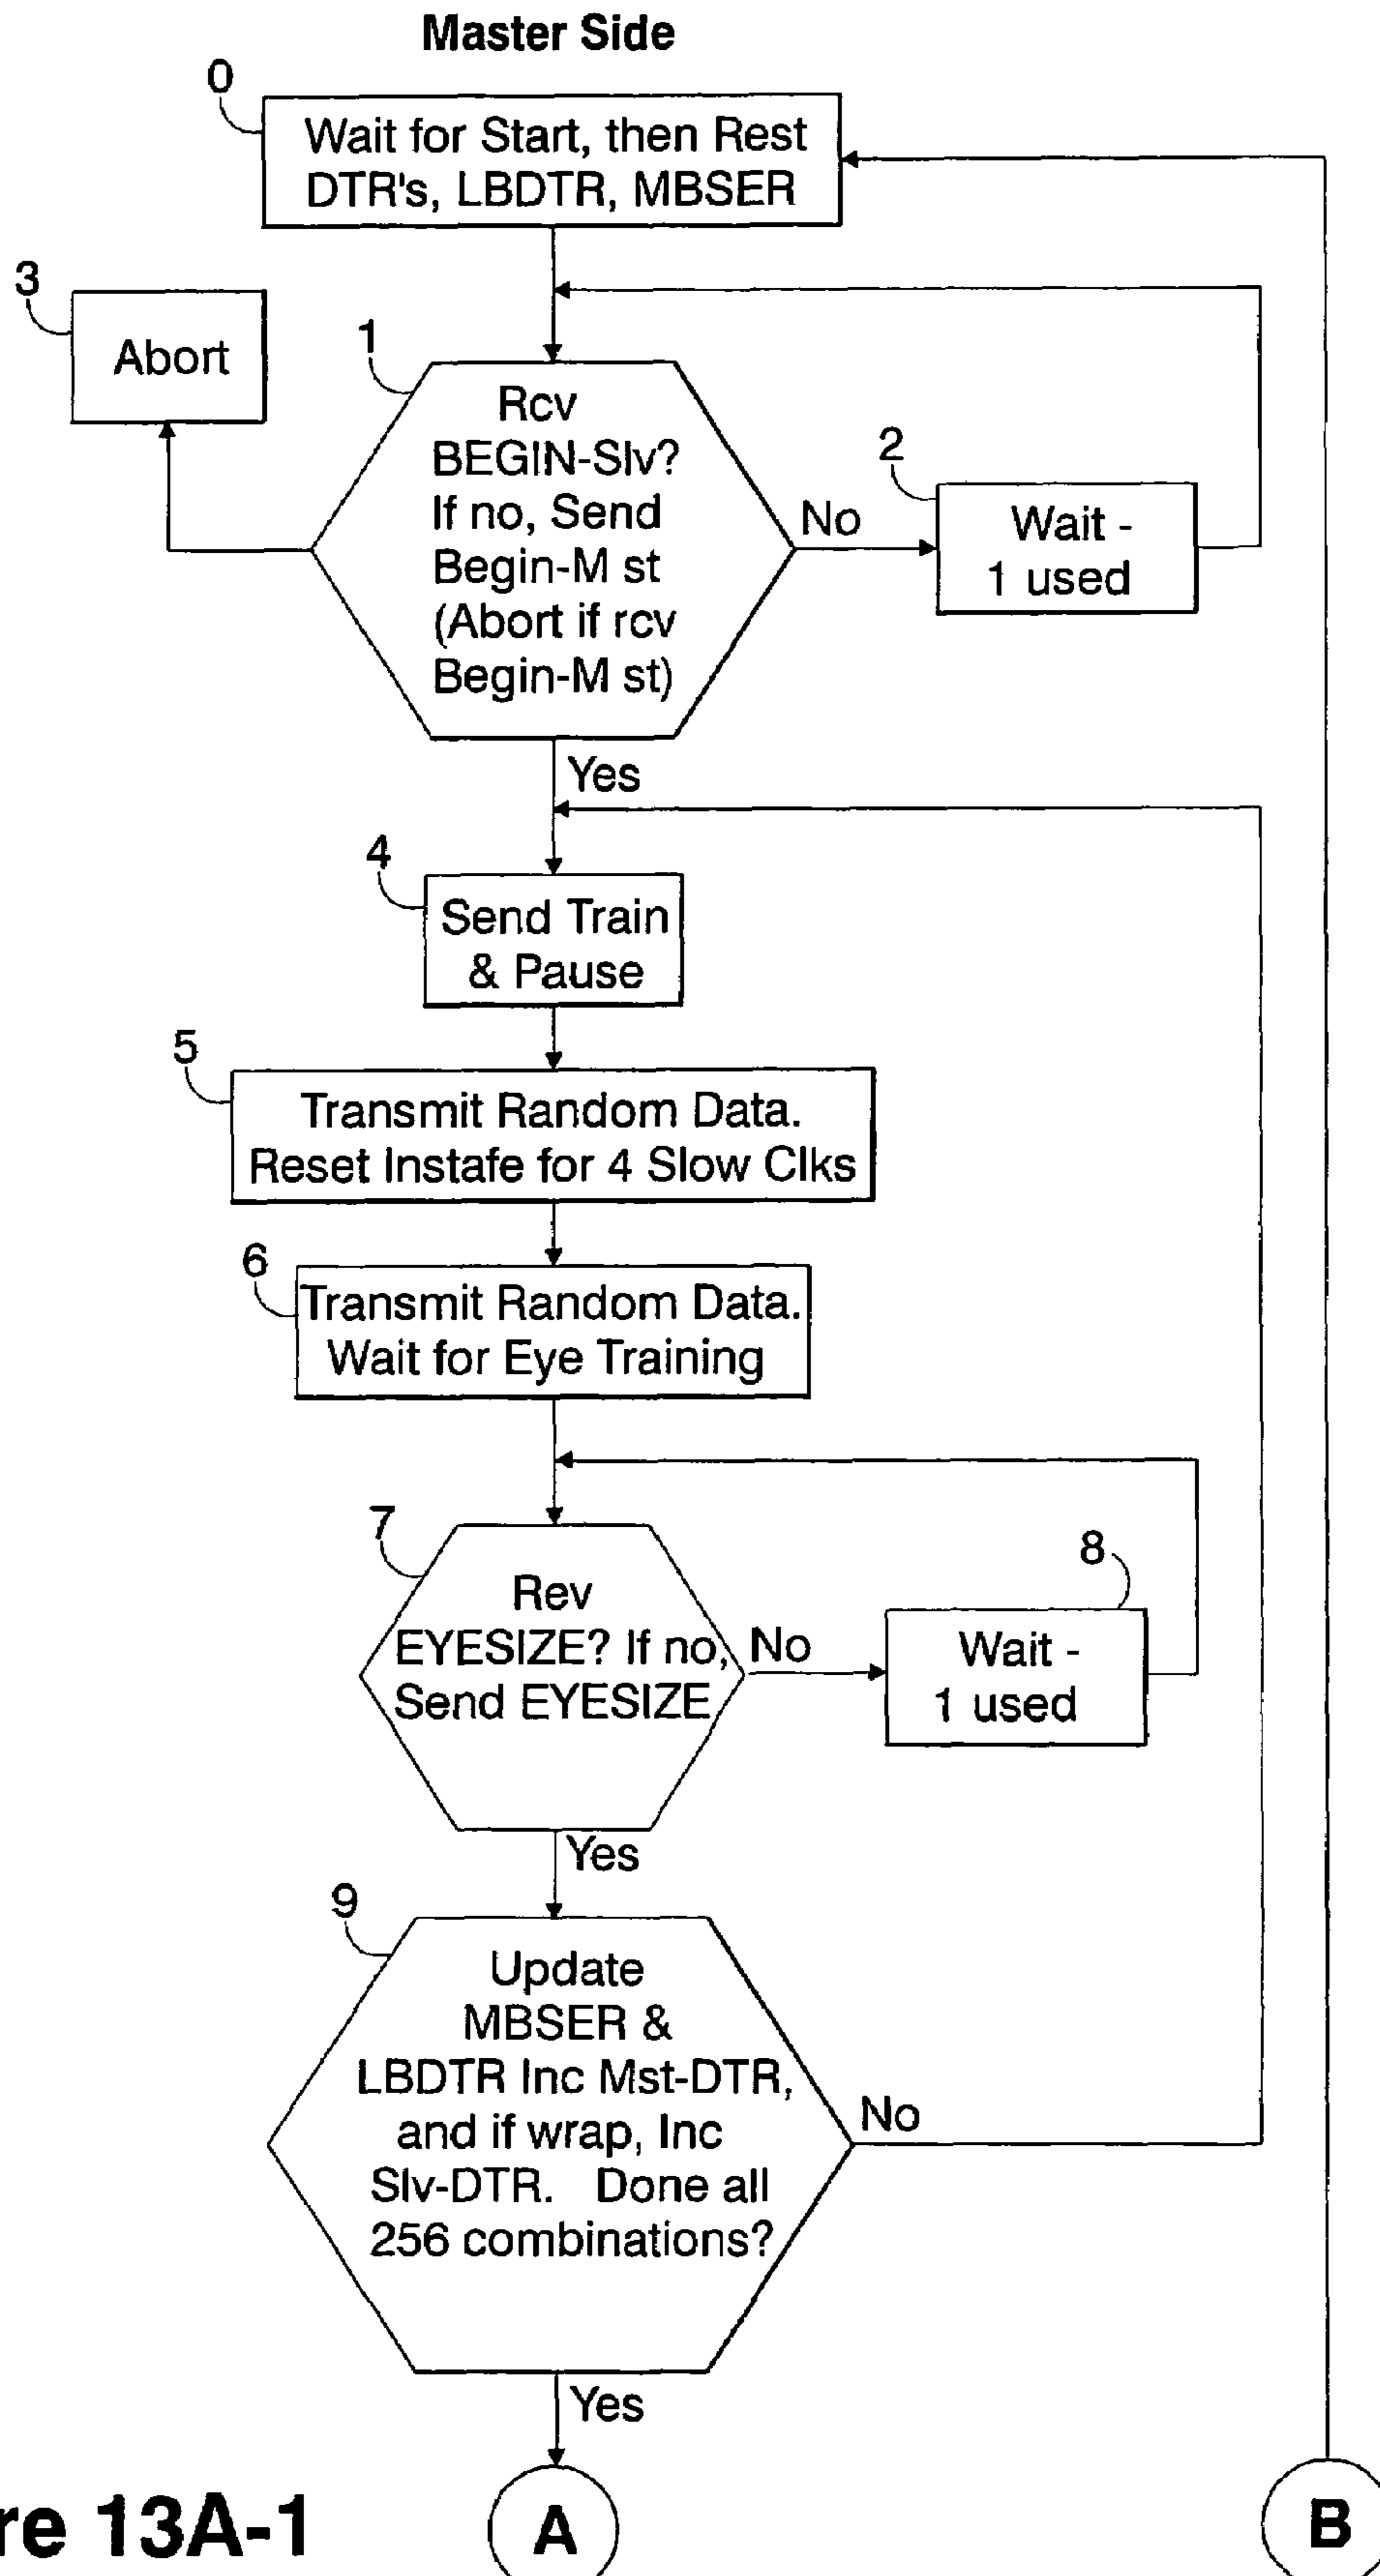 Master Side
0
Wait for Start, then Rest
DTR's, LBDTR, MBSER
3
Abort
1
Rcv
BEGIN-Slv?
If no, Send
Begin-M st
(Abort if rcv
Begin-M st)
No
2
Wait -
1 used
Yes
4
Send Train
& Pause
5
Transmit Random Data.
Reset Instafe for 4 Slow Clks
6
Transmit Random Data.
Wait for Eye Training
7
Rev
EYESIZE? If no,
Send EYESIZE
No
8
Wait -
1 used
Yes
9
Update
MBSER &
LBDTR Inc Mst-DTR,
and if wrap, Inc
Slv-DTR. Done all
256 combinations?
No
Yes
re 13A-1
A
B